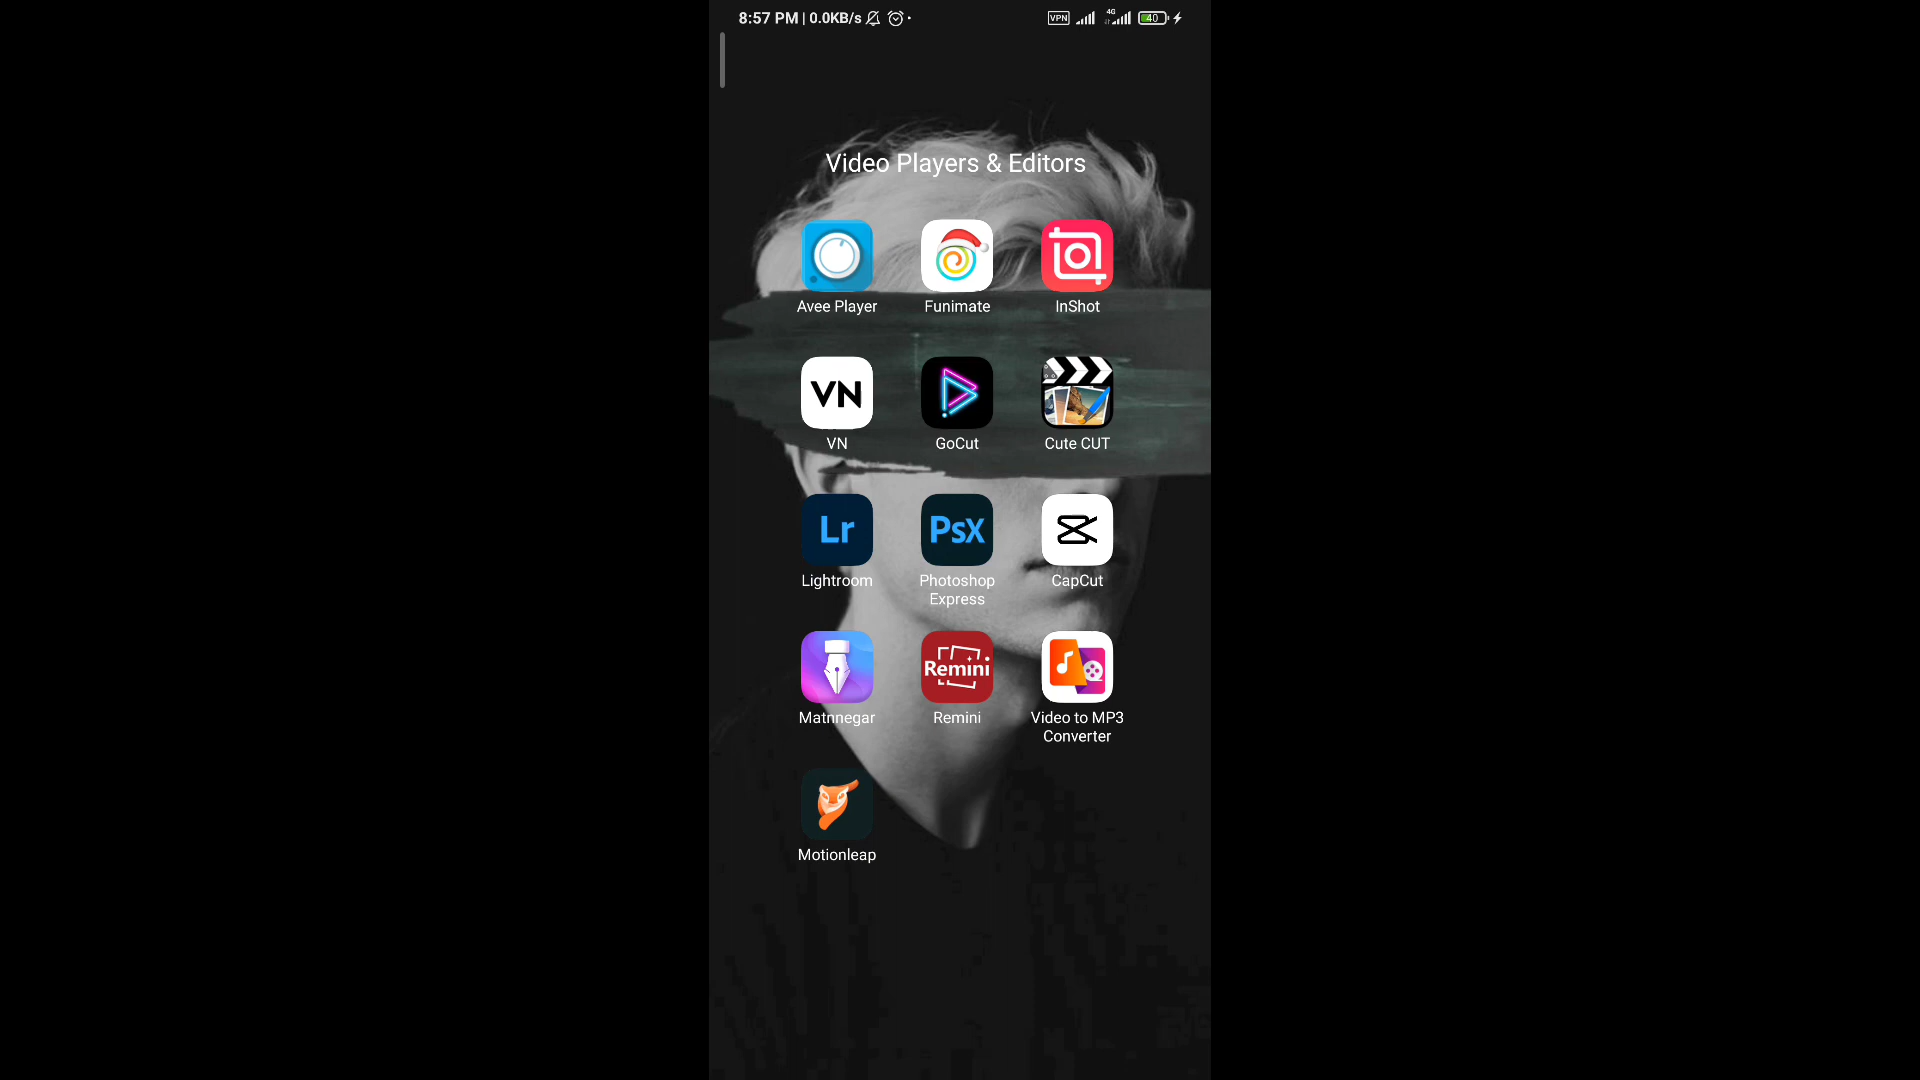 8:57 PM | 0.0KB/s
VPN 4G 40
Video Players & Editors
Avee Player Funimate InShot
VN
VN GoCut Cute CUT
Lr PsX
Lightroom Photoshop Express CapCut
Remini
Matnnegar Remini Video to MP3 Converter
Motionleap